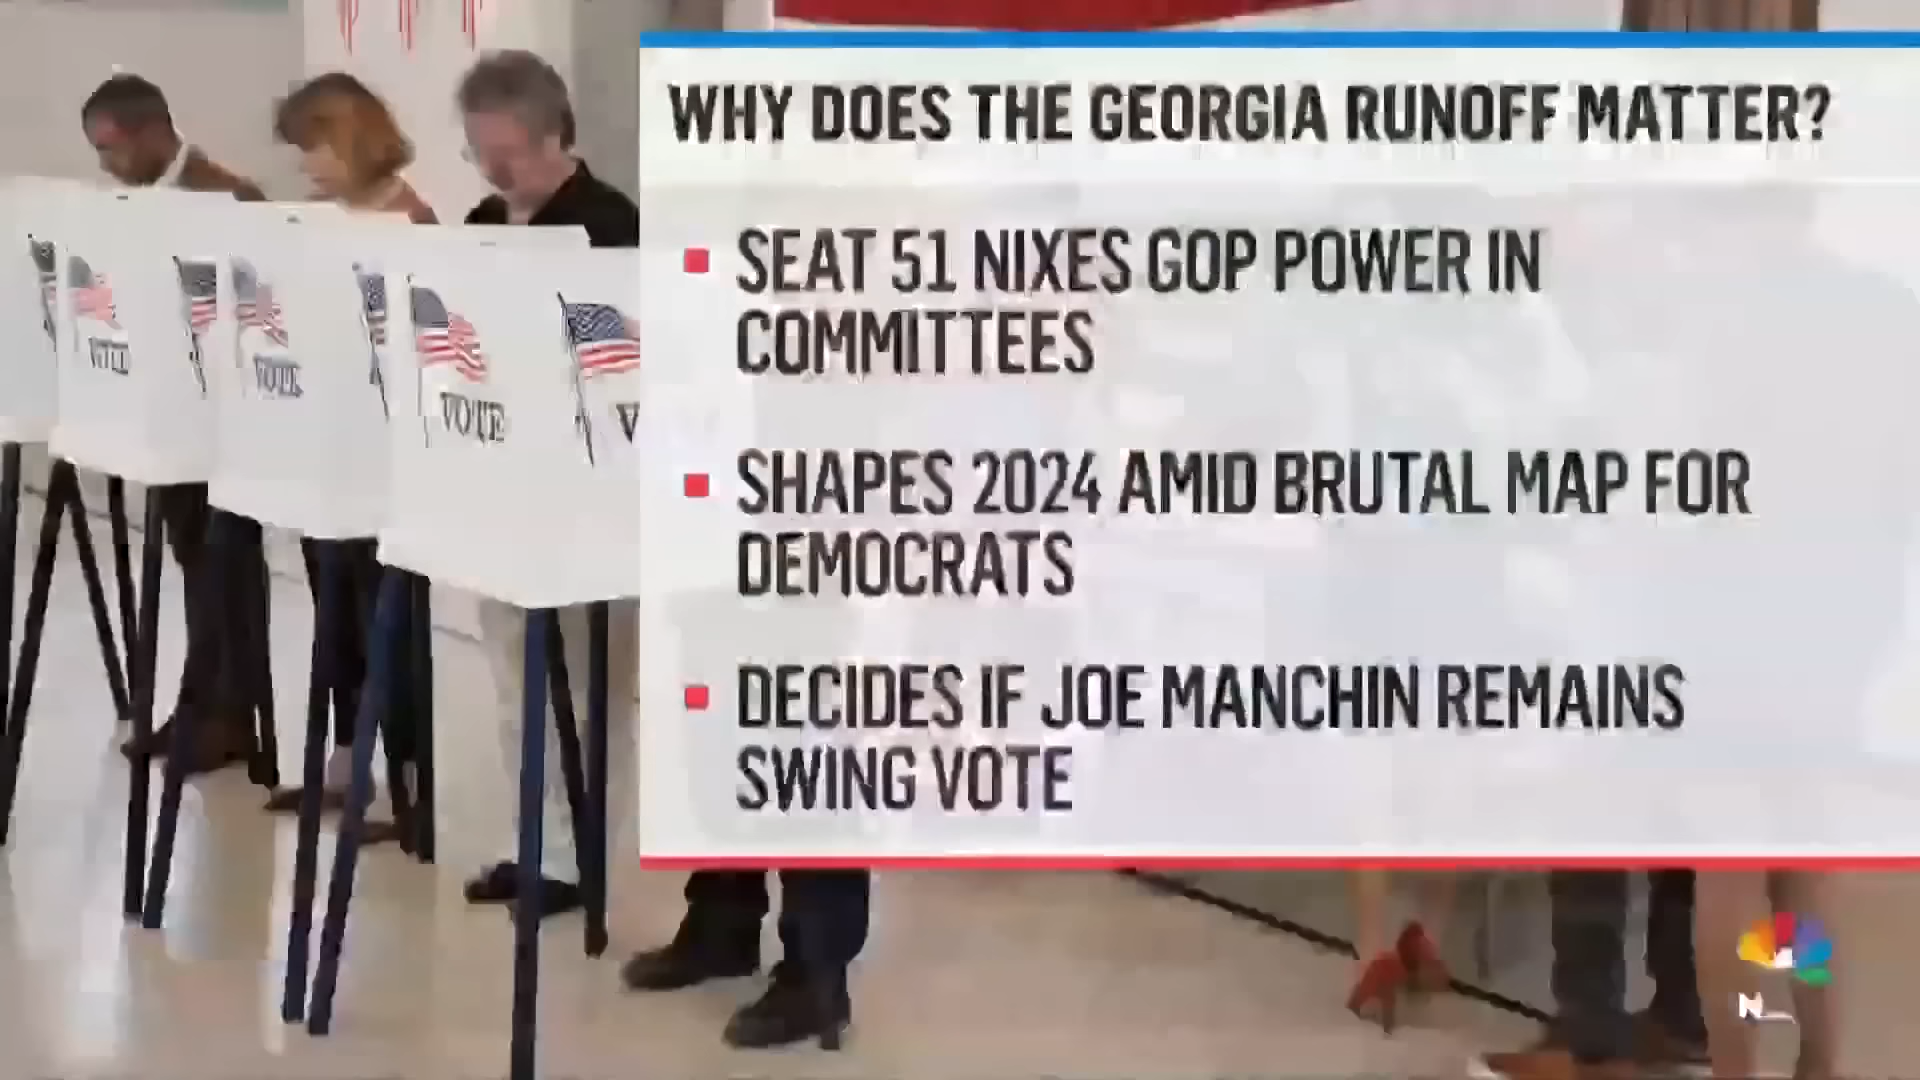 WHY DOES THE GEORGIA RUNOFF MATTER?
SEAT 51 NIXES GOP POWER IN
COMMITTEES
SHAPES 2024 AMID BRUTAL MAP FOR
DEMOCRATS
DECIDES IF JOE MANCHIN REMAINS
SWING VOTE
VOTE
VOTE
VOTE